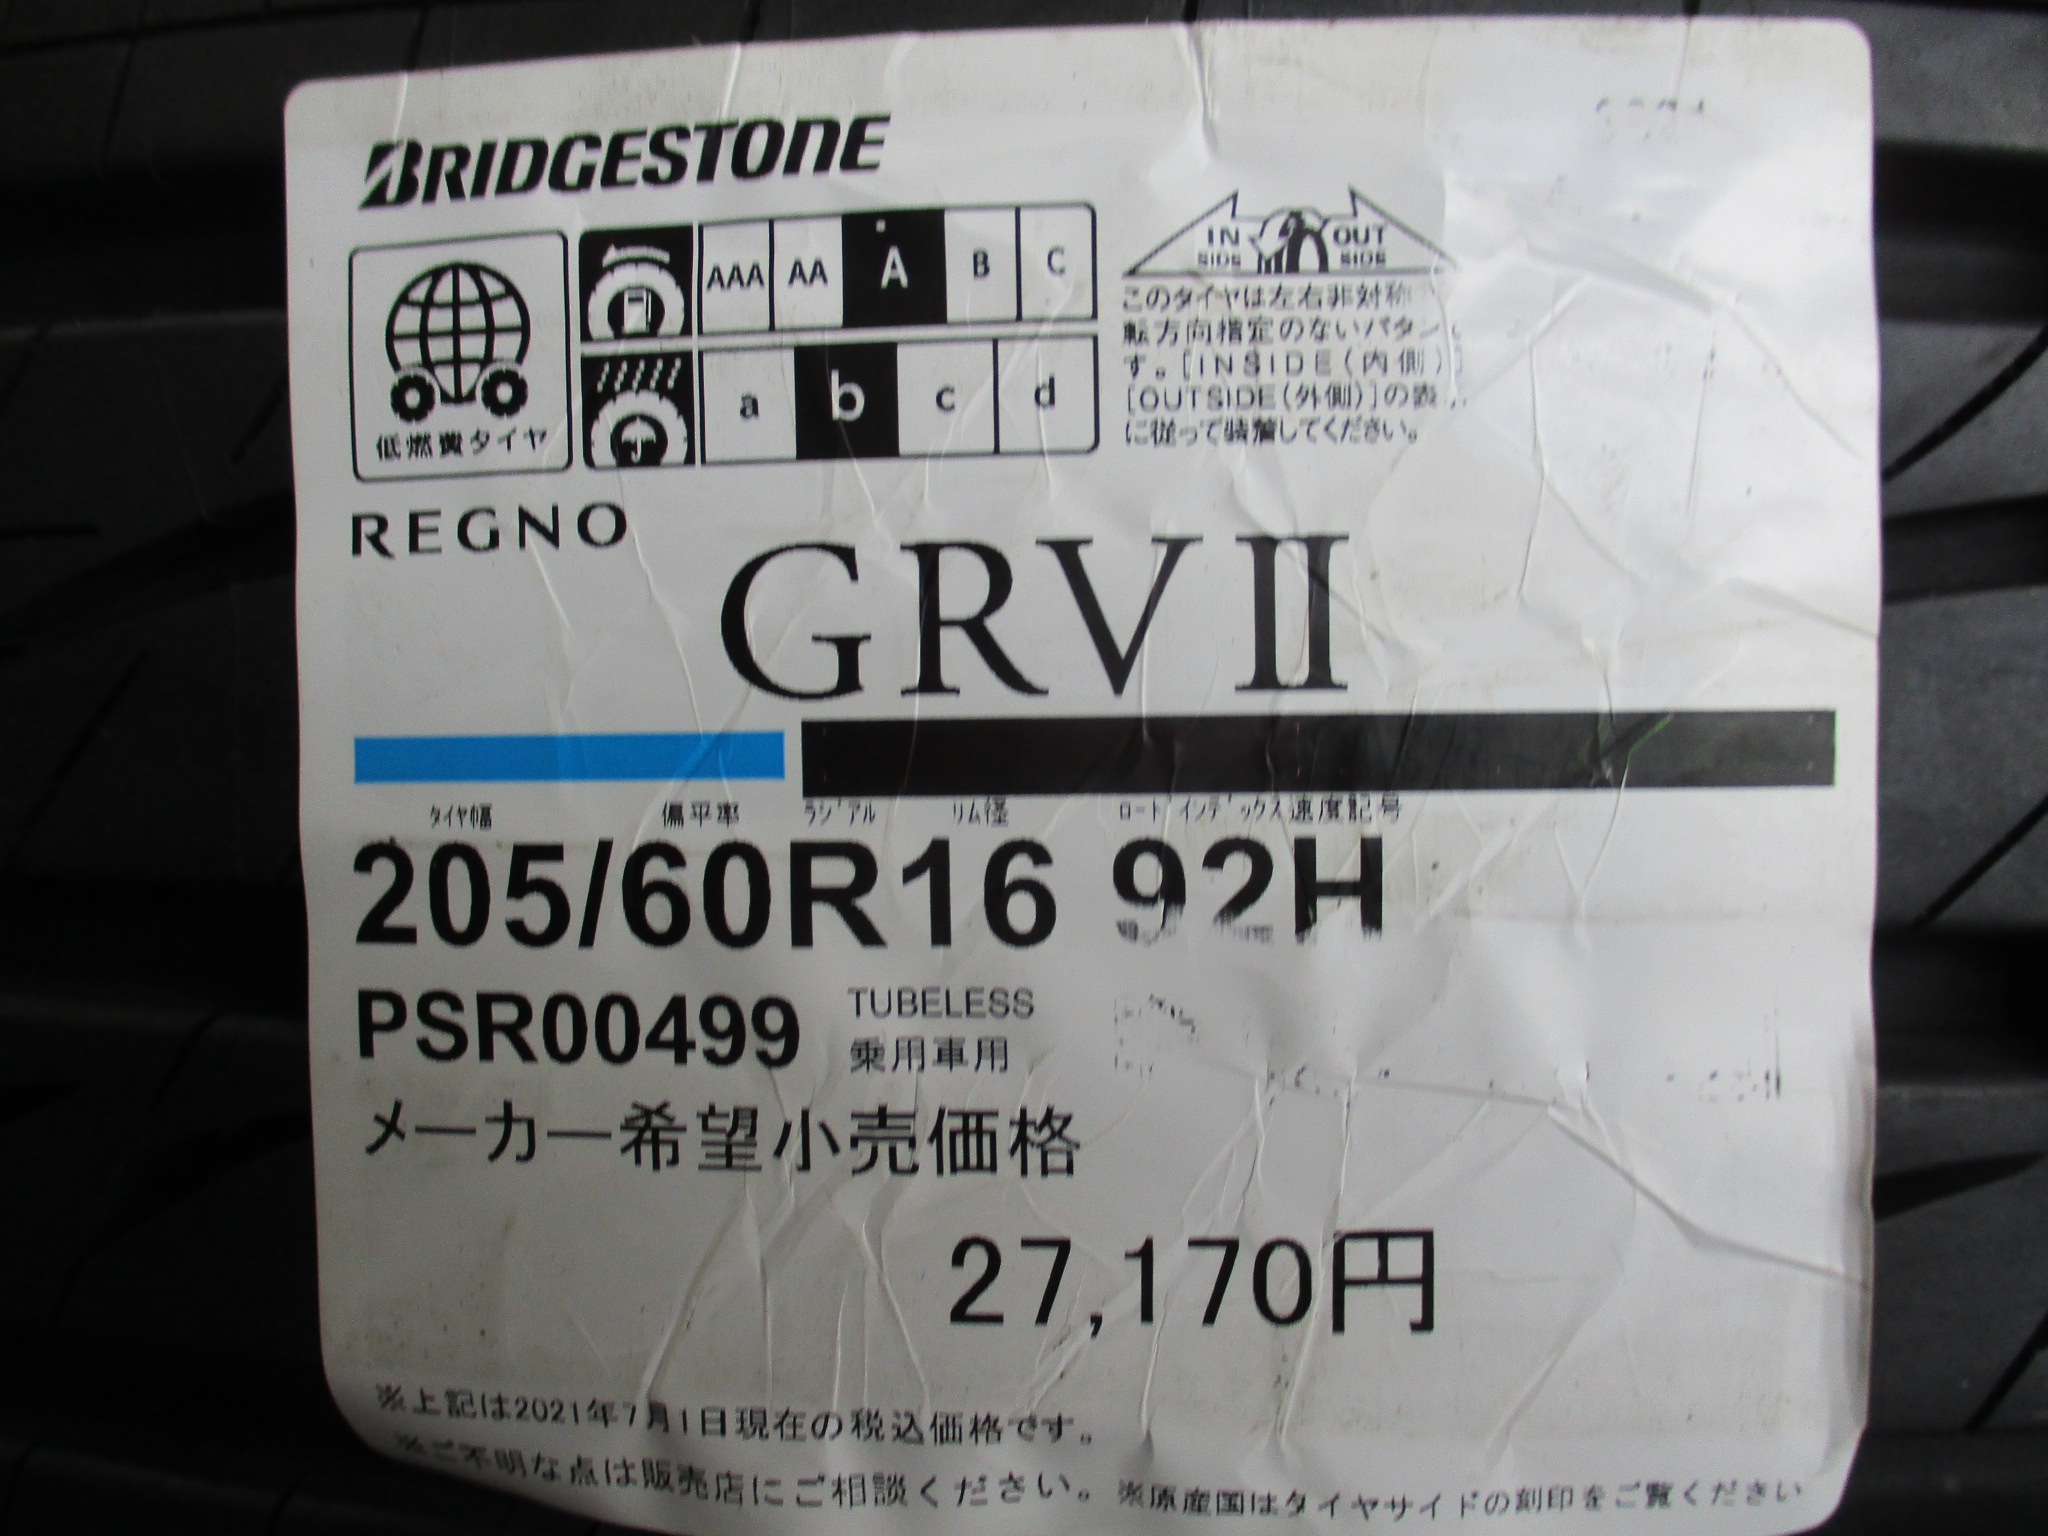 BRIDGESTONE
AAA AA A B C
a b c d
低燃費タイヤ
IN SIDE OUT SIDE
このタイヤは左右非対称
転方向指定のないパタン
す。[INSIDE(内側)]
[OUTSIDE(外側)]の表
に従って装着してください。
REGNO
GRV II
タイヤ幅 偏平率 ラジアル リム径 ロードインデックス 速度記号
205/60R16 92H
PSR00499 TUBELESS
乗用車用
メーカー希望小売価格
27,170円
※上記は2021年7月1日現在の税込価格です。
※ご不明な点は販売店にご相談ください。 ※原産国はタイヤサイドの刻印をご覧ください